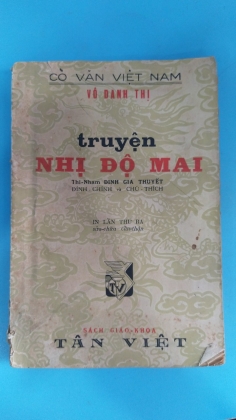 CỔ VĂN VIỆT NAM
VÔ DANH THỊ
truyện
NHỊ ĐỘ MAI
Thi-Nham ĐINH GIA THUYẾT
ĐÍNH CHÍNH và CHÚ THÍCH
IN LẦN THỨ BA
TV
SÁCH GIÁO-KHOA
TÂN VIỆT